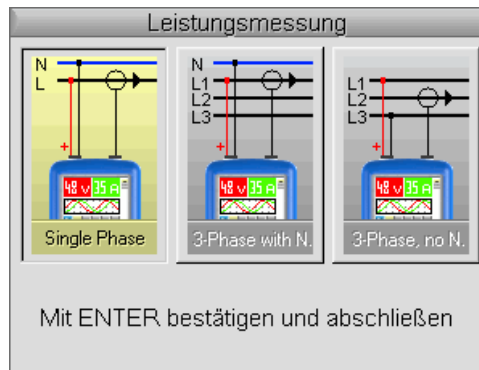 Leistungsmessung
N
L
+
48 V 35 A
Single Phase
N
L1
L2
L3
+
48 V 35 A
3-Phase with N.
L1
L2
L3
+
48 V 35 A
3-Phase, no N.
Mit ENTER bestätigen und abschließen